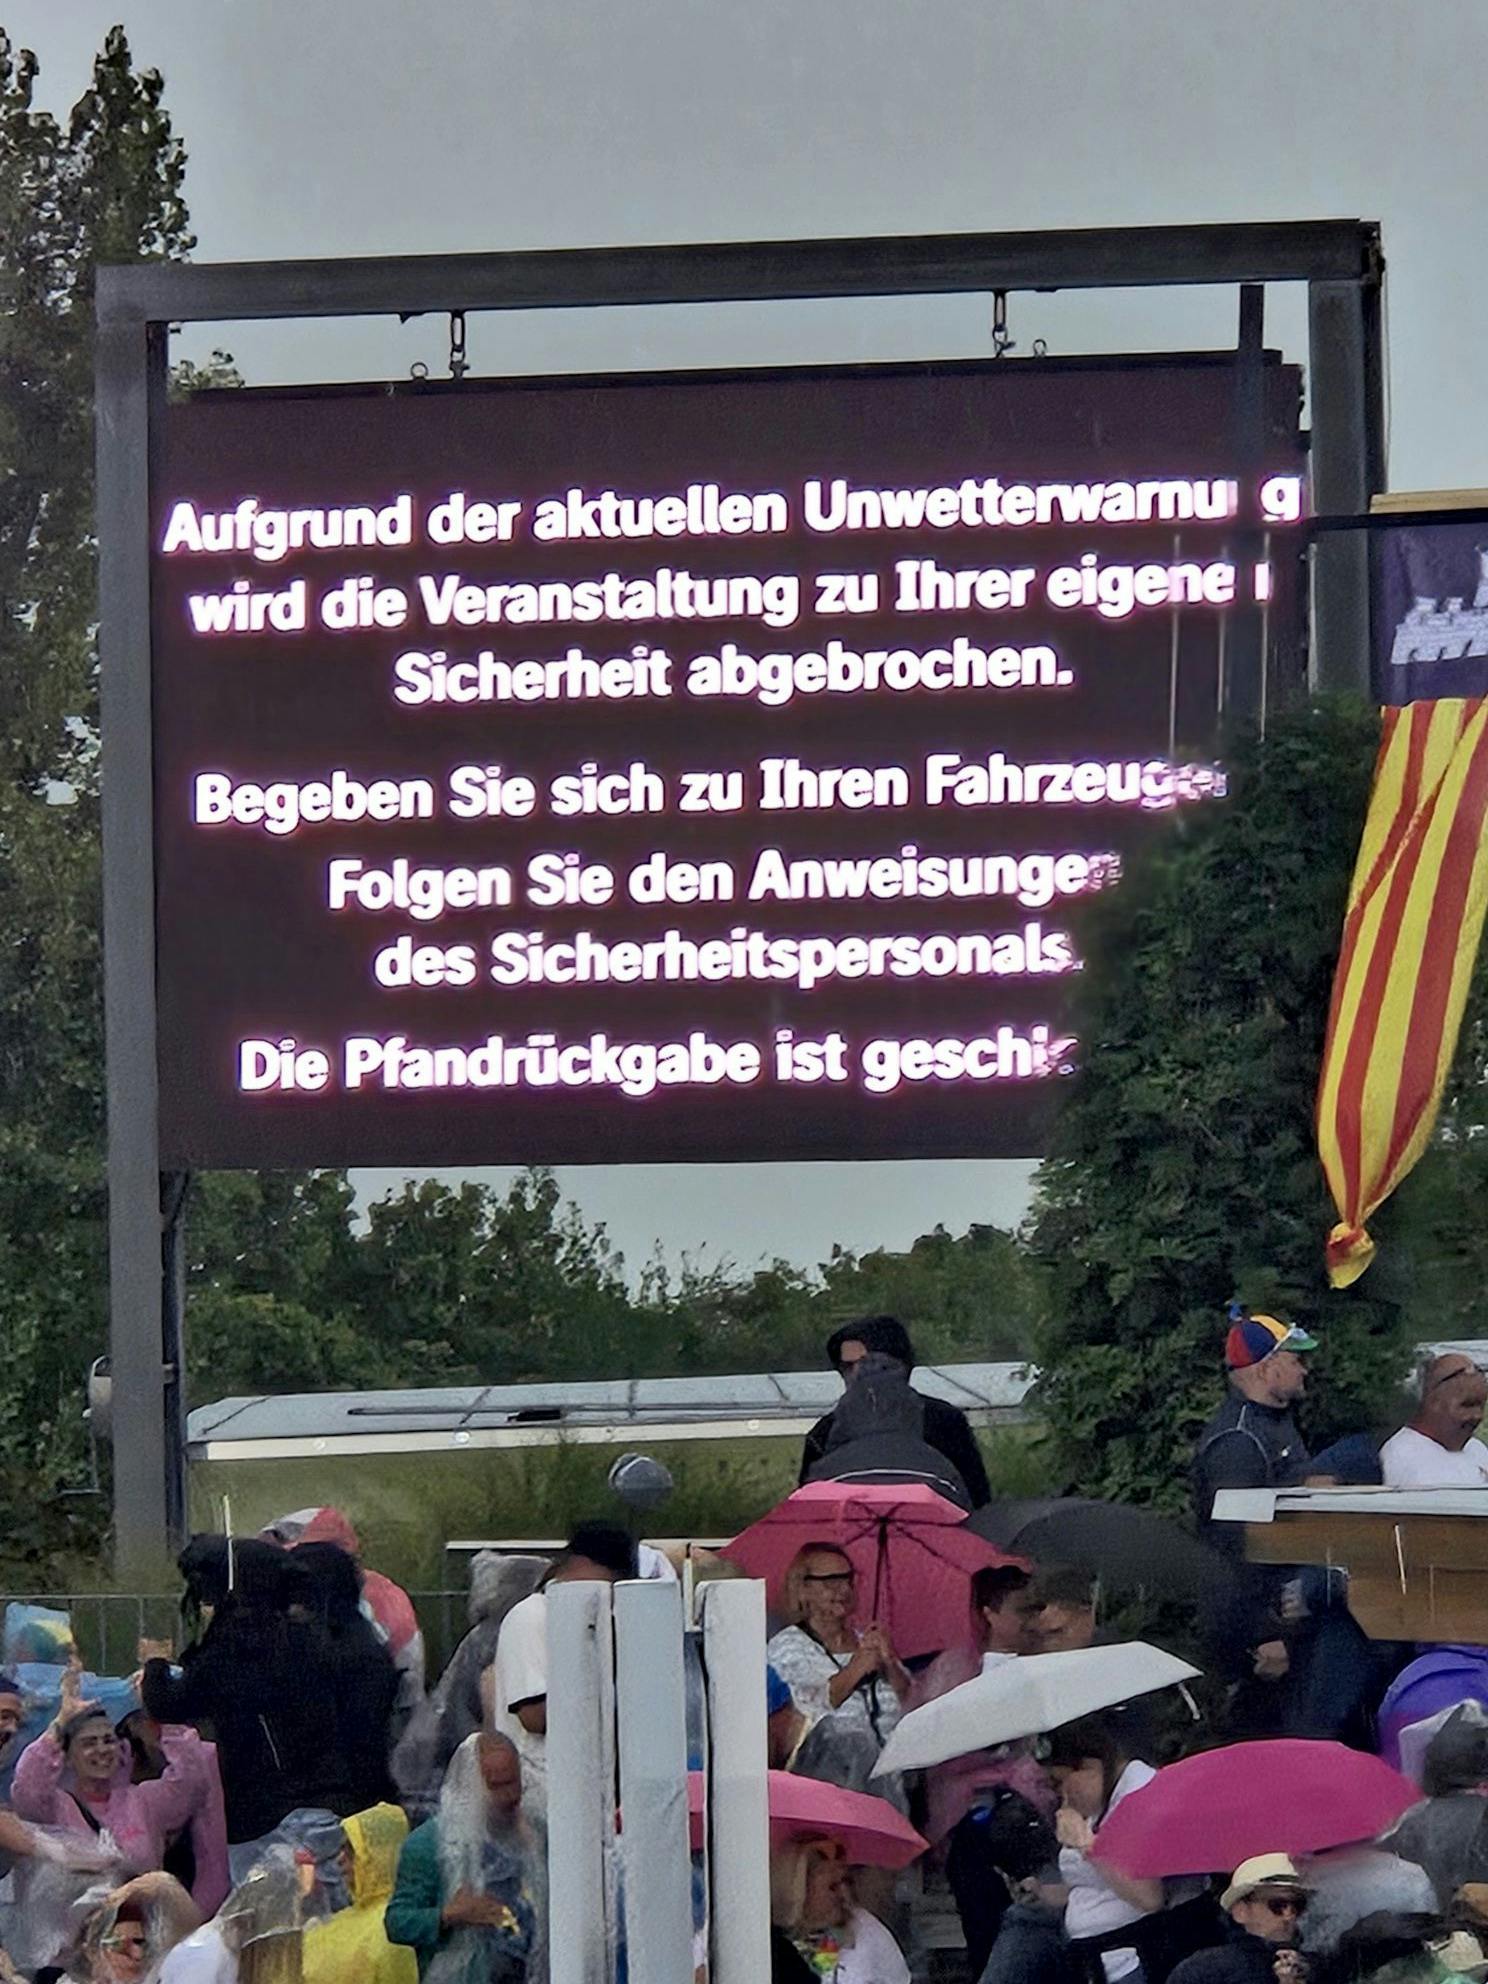 Aufgrund der aktuellen Unwetterwarnu g
wird die Veranstaltung zu Ihrer eigene
Sicherheit abgebrochen.
Begeben Sie sich zu Ihren
Folgen Sie den Anweisungen
des Sicherheitspersonals.
Die Pfandrückgabe ist